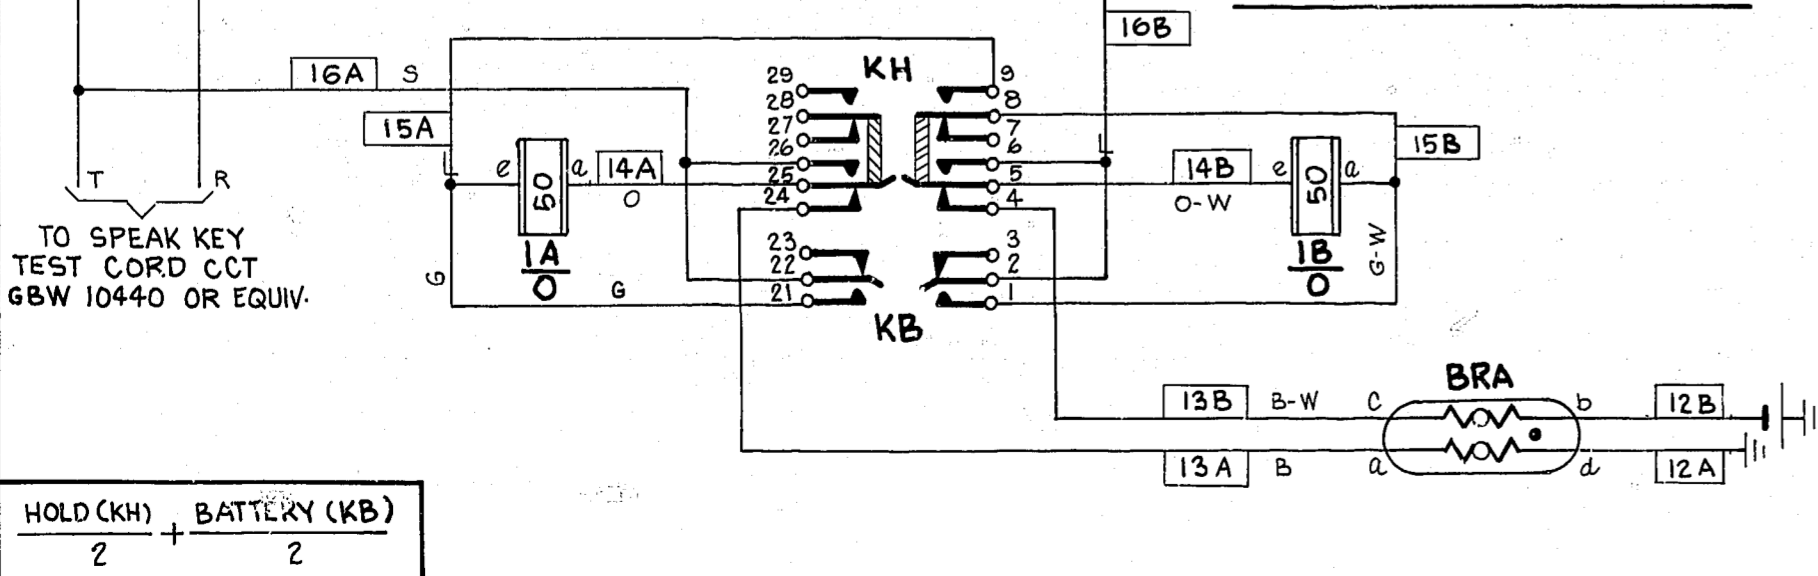 16B
16A S
KH
29
28
27
26
25
24
23
22
21
9
8
7
6
5
4
3
2
1
KB
15A
L
e 50 a
14A
O
1A
O
G
G
T R
TO SPEAK KEY
TEST CORD CCT
GBW 10440 OR EQUIV.
L
14B
O-W
e 50 a
1B
O
15B
G-W
BRA
13B B-W c b 12B
13A B a d 12A
HOLD (KH) + BATTERY (KB)
2 2